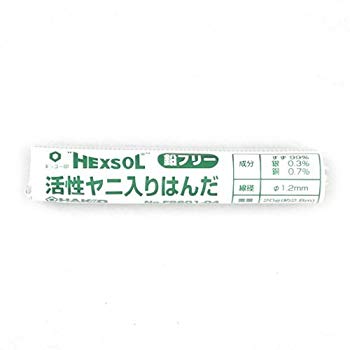 "HEXSOL" 鉛フリー
活性ヤニ入りはんだ
HAKKO
成分 すず 99%
銀 0.3%
銅 0.7%
線径 φ1.2mm